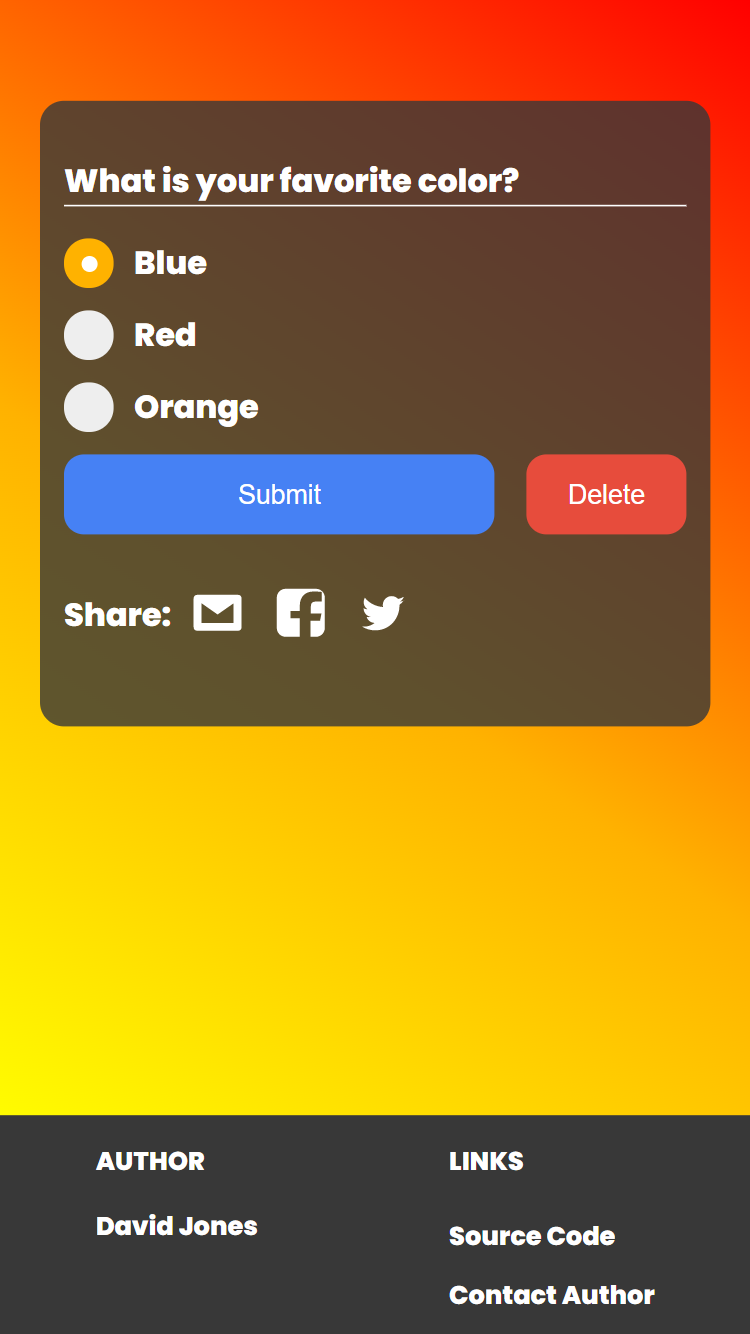 What is your favorite color?
Blue
Red
Orange
Submit
Delete
Share:
AUTHOR
David Jones
LINKS
Source Code
Contact Author